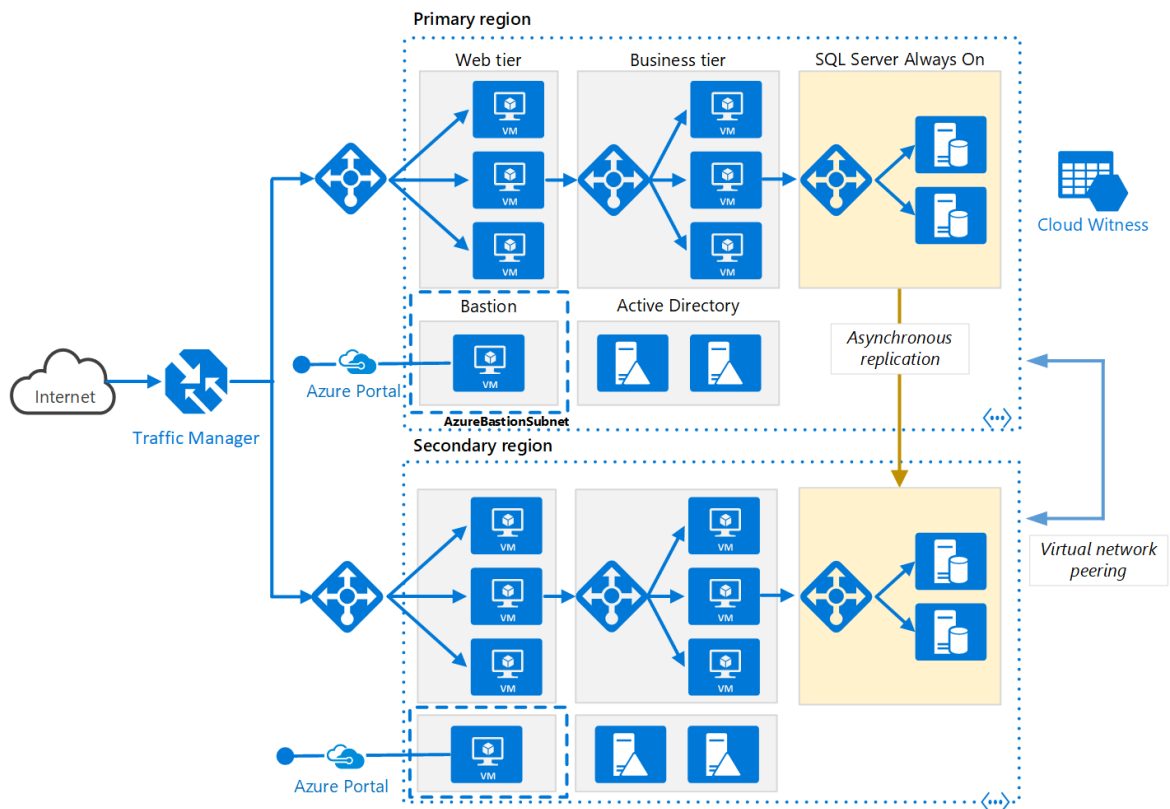 Primary region
Web tier
Business tier
SQL Server Always On
VM
VM
VM
VM
VM
VM
Cloud Witness
Bastion
Active Directory
VM
Azure Portal
AzureBastionSubnet
Asynchronous
replication
Internet
Traffic Manager
Secondary region
VM
VM
VM
VM
VM
VM
Virtual network
peering
VM
Azure Portal